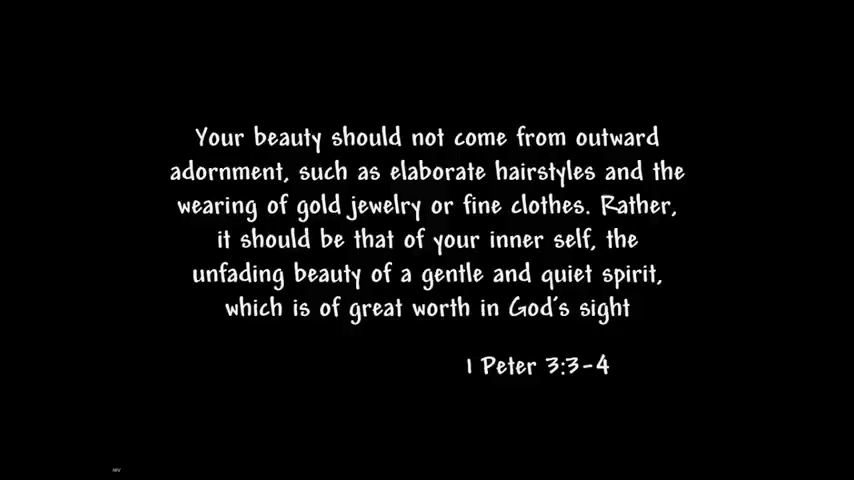 Your beauty should not come from outward
adornment, such as elaborate hairstyles and the
wearing of gold jewelry or fine clothes. Rather,
it should be that of your inner self, the
unfading beauty of a gentle and quiet spirit,
which is of great worth in God's sight
1 Peter 3:3-4
NIV